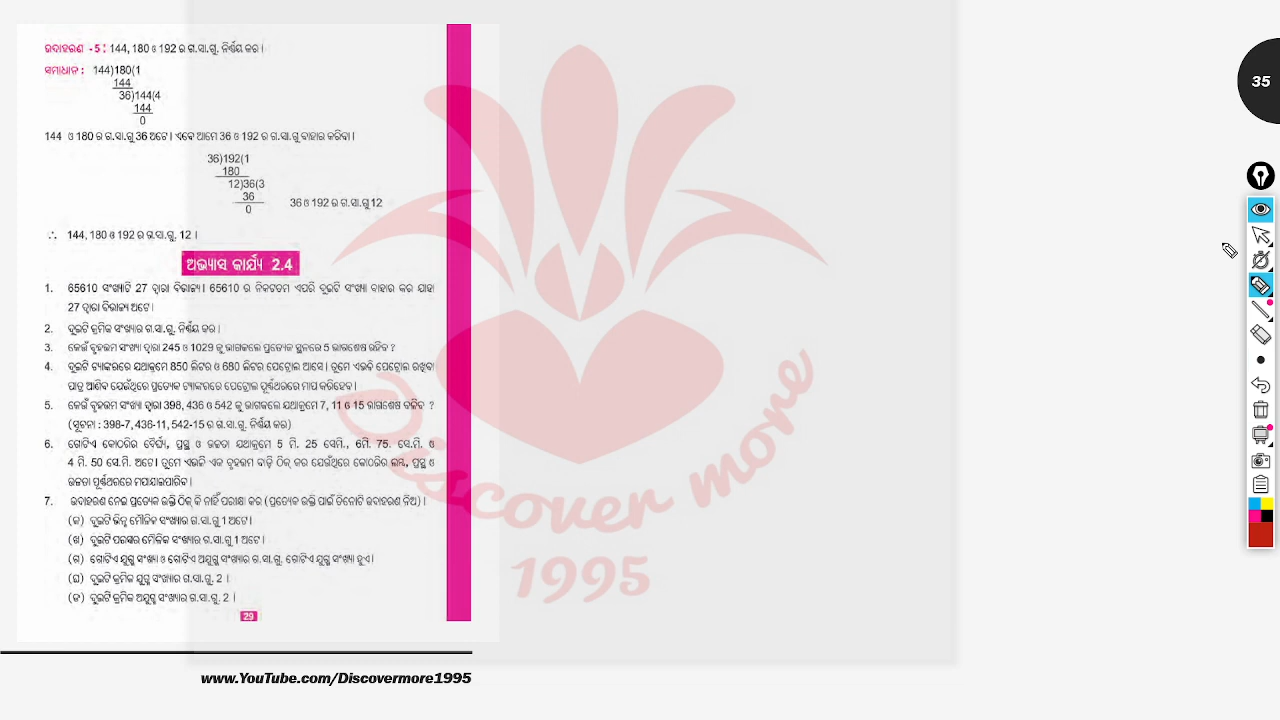 ଉଦାହରଣ - 5 : 144, 180 ଓ 192 ର ଗ.ସା.ଗୁ. ନିର୍ଣ୍ଣୟ କର ।
ସମାଧାନ : 144)180(1
144
36)144(4
144
0
144 ଓ 180 ର ଗ.ସା.ଗୁ 36 ଅଟେ । ଏବେ ଆମେ 36 ଓ 192 ର ଗ.ସା.ଗୁ ବାହାର କରିବା ।
36)192(1
180
12)36(3
36
0
36 ଓ 192 ର ଗ.ସା.ଗୁ 12
∴ 144, 180 ଓ 192 ର ଗ.ସା.ଗୁ. 12 ।
ଅଭ୍ୟାସ କାର୍ଯ୍ୟ 2.4
1. 65610 ସଂଖ୍ୟାଟି 27 ଦ୍ୱାରା ବିଭାଜ୍ୟ । 65610 ର ନିକଟତମ ଏପରି ଦୁଇଟି ସଂଖ୍ୟା ବାହାର କର ଯାହା
27 ଦ୍ୱାରା ବିଭାଜ୍ୟ ଅଟେ ।
2. ଦୁଇଟି କ୍ରମିକ ସଂଖ୍ୟାର ଗ.ସା.ଗୁ. ନିର୍ଣ୍ଣୟ କର ।
3. କେଉଁ ବୃହତ୍ତମ ସଂଖ୍ୟା ଦ୍ୱାରା 245 ଓ 1029 କୁ ଭାଗକଲେ ପ୍ରତ୍ୟେକ ସ୍ଥଳରେ 5 ଭାଗଶେଷ ରହିବ ?
4. ଦୁଇଟି ଟ୍ୟାଙ୍କରରେ ଯଥାକ୍ରମେ 850 ଲିଟର ଓ 680 ଲିଟର ପେଟ୍ରୋଲ ଆସେ । ତୁମେ ଏଭଳି ପେଟ୍ରୋଲ ରଖିବା
ପାତ୍ର ଆଣିବ ଯେଉଁଥିରେ ପ୍ରତ୍ୟେକ ଟ୍ୟାଙ୍କରରେ ପେଟ୍ରୋଲ ପୂର୍ଣ୍ଣଥରରେ ମାପ କରିହେବ ।
5. କେଉଁ ବୃହତ୍ତମ ସଂଖ୍ୟା ଦ୍ୱାରା 398, 436 ଓ 542 କୁ ଭାଗକଲେ ଯଥାକ୍ରମେ 7, 11 ଓ 15 ଭାଗଶେଷ ବଳିବ ?
(ସୂଚନା : 398-7, 436-11, 542-15 ର ଗ.ସା.ଗୁ. ନିର୍ଣ୍ଣୟ କର)
6. ଗୋଟିଏ କୋଠରିର ଦୈର୍ଘ୍ୟ, ପ୍ରସ୍ଥ ଓ ଉଚ୍ଚତା ଯଥାକ୍ରମେ 5 ମି. 25 ସେମି., 6ମି. 75. ସେ.ମି. ଓ
4 ମି. 50 ସେ.ମି. ଅଟେ । ତୁମେ ଏଭଳି ଏକ ବୃହତ୍ତମ ବାଡ଼ି ଠିକ୍ କର ଯେଉଁଥିରେ କୋଠରିର ଲମ୍ବ, ପ୍ରସ୍ଥ ଓ
ଉଚ୍ଚତା ପୂର୍ଣ୍ଣଥରରେ ମପାଯାଇପାରିବ ।
7. ଉଦାହରଣ ନେଇ ପ୍ରତ୍ୟେକ ଉକ୍ତି ଠିକ୍ କି ନାହିଁ ପରୀକ୍ଷା କର (ପ୍ରତ୍ୟେକ ଉକ୍ତି ପାଇଁ ତିନୋଟି ଉଦାହରଣ ନିଅ) ।
(କ) ଦୁଇଟି ଭିନ୍ନ ମୌଳିକ ସଂଖ୍ୟାର ଗ.ସା.ଗୁ 1 ଅଟେ ।
(ଖ) ଦୁଇଟି ପରସ୍ପର ମୌଳିକ ସଂଖ୍ୟାର ଗ.ସା.ଗୁ 1 ଅଟେ ।
(ଗ) ଗୋଟିଏ ଯୁଗ୍ମ ସଂଖ୍ୟା ଓ ଗୋଟିଏ ଅଯୁଗ୍ମ ସଂଖ୍ୟାର ଗ.ସା.ଗୁ. ଗୋଟିଏ ଯୁଗ୍ମ ସଂଖ୍ୟା ହୁଏ ।
(ଘ) ଦୁଇଟି କ୍ରମିକ ଯୁଗ୍ମ ସଂଖ୍ୟାର ଗ.ସା.ଗୁ. 2 ।
(ଙ) ଦୁଇଟି କ୍ରମିକ ଅଯୁଗ୍ମ ସଂଖ୍ୟାର ଗ.ସା.ଗୁ. 2 ।
29
Discover more
1995
www.YouTube.com/Discovermore1995
35